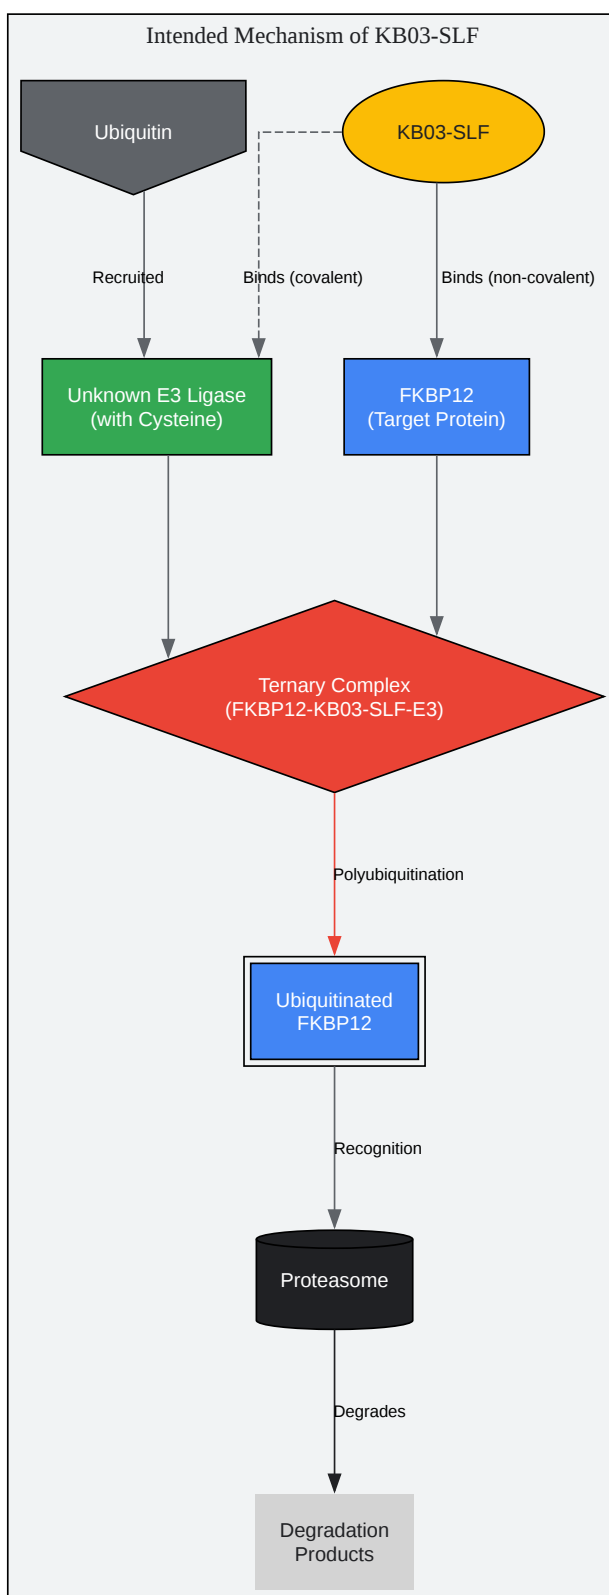 Intended Mechanism of KB03-SLF
Ubiquitin
KB03-SLF
Recruited
Binds (covalent)
Binds (non-covalent)
Unknown E3 Ligase
(with Cysteine)
FKBP12
(Target Protein)
Ternary Complex
(FKBP12-KB03-SLF-E3)
Polyubiquitination
Ubiquitinated
FKBP12
Recognition
Proteasome
Degrades
Degradation
Products